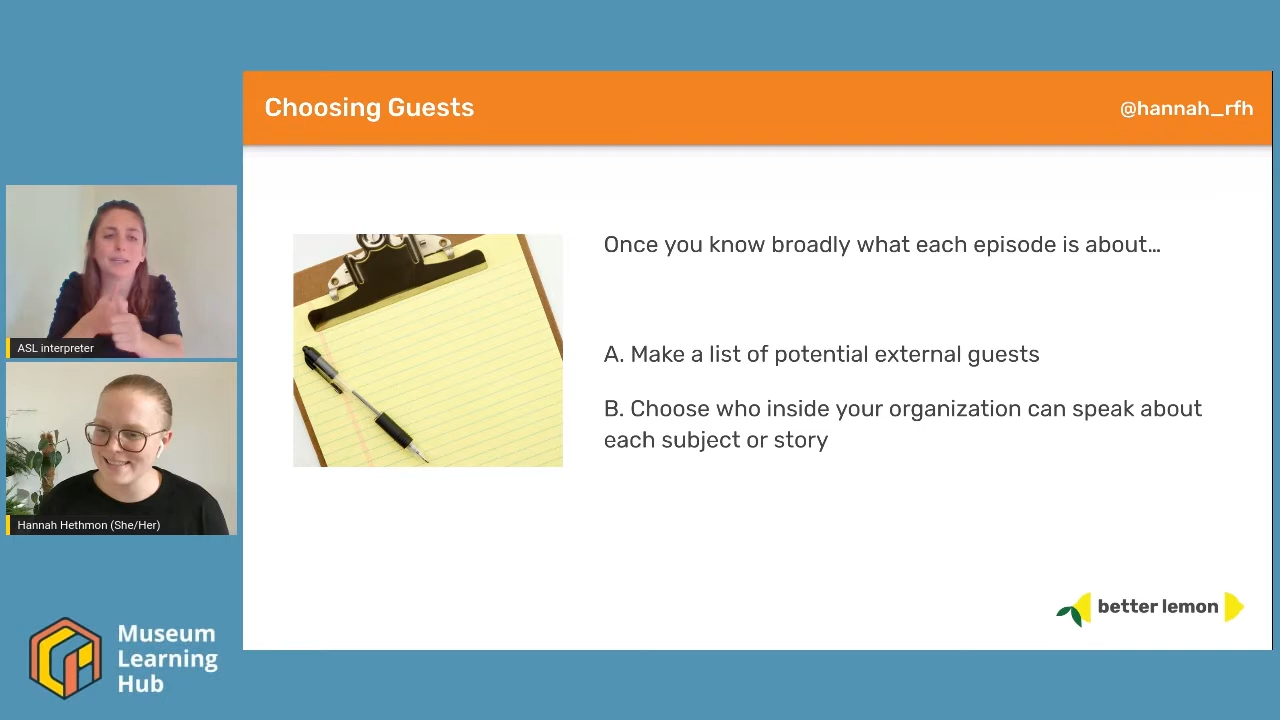 Choosing Guests
@hannah_rfh
Once you know broadly what each episode is about…
A. Make a list of potential external guests
B. Choose who inside your organization can speak about
each subject or story
ASL interpreter
Hannah Hethmon (She/Her)
better lemon
Museum
Learning
Hub